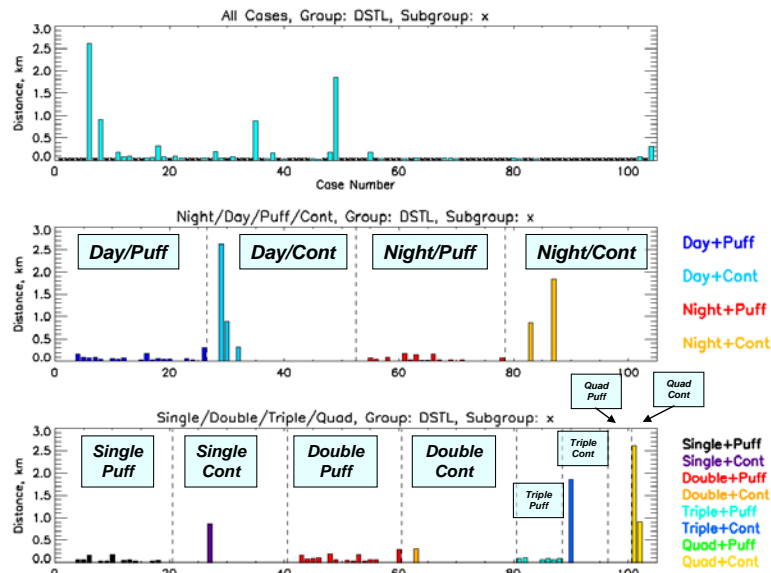 All Cases, Group: DSTL, Subgroup: x
3.0
2.5
2.0
1.5
1.0
0.5
0.0
Distance, km
0 20 40 60 80 100
Case Number
Night/Day/Puff/Cont, Group: DSTL, Subgroup: x
3.0
2.5
2.0
1.5
1.0
0.5
0.0
Distance, km
Day/Puff
Day/Cont
Night/Puff
Night/Cont
0 20 40 60 80 100
Day+Puff
Day+Cont
Night+Puff
Night+Cont
Quad
Puff
Quad
Cont
Single/Double/Triple/Quad, Group: DSTL, Subgroup: x
3.0
2.5
2.0
1.5
1.0
0.5
0.0
Distance, km
Single
Puff
Single
Cont
Double
Puff
Double
Cont
Triple
Puff
Triple
Cont
Single+Puff
Single+Cont
Double+Puff
Double+Cont
Triple+Puff
Triple+Cont
Quad+Puff
Quad+Cont